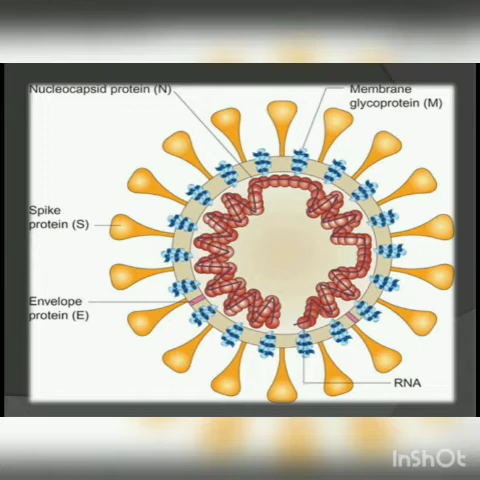 Nucleocapsid protein (N)
Membrane
glycoprotein (M)
Spike
protein (S)
Envelope
protein (E)
RNA
InShOt